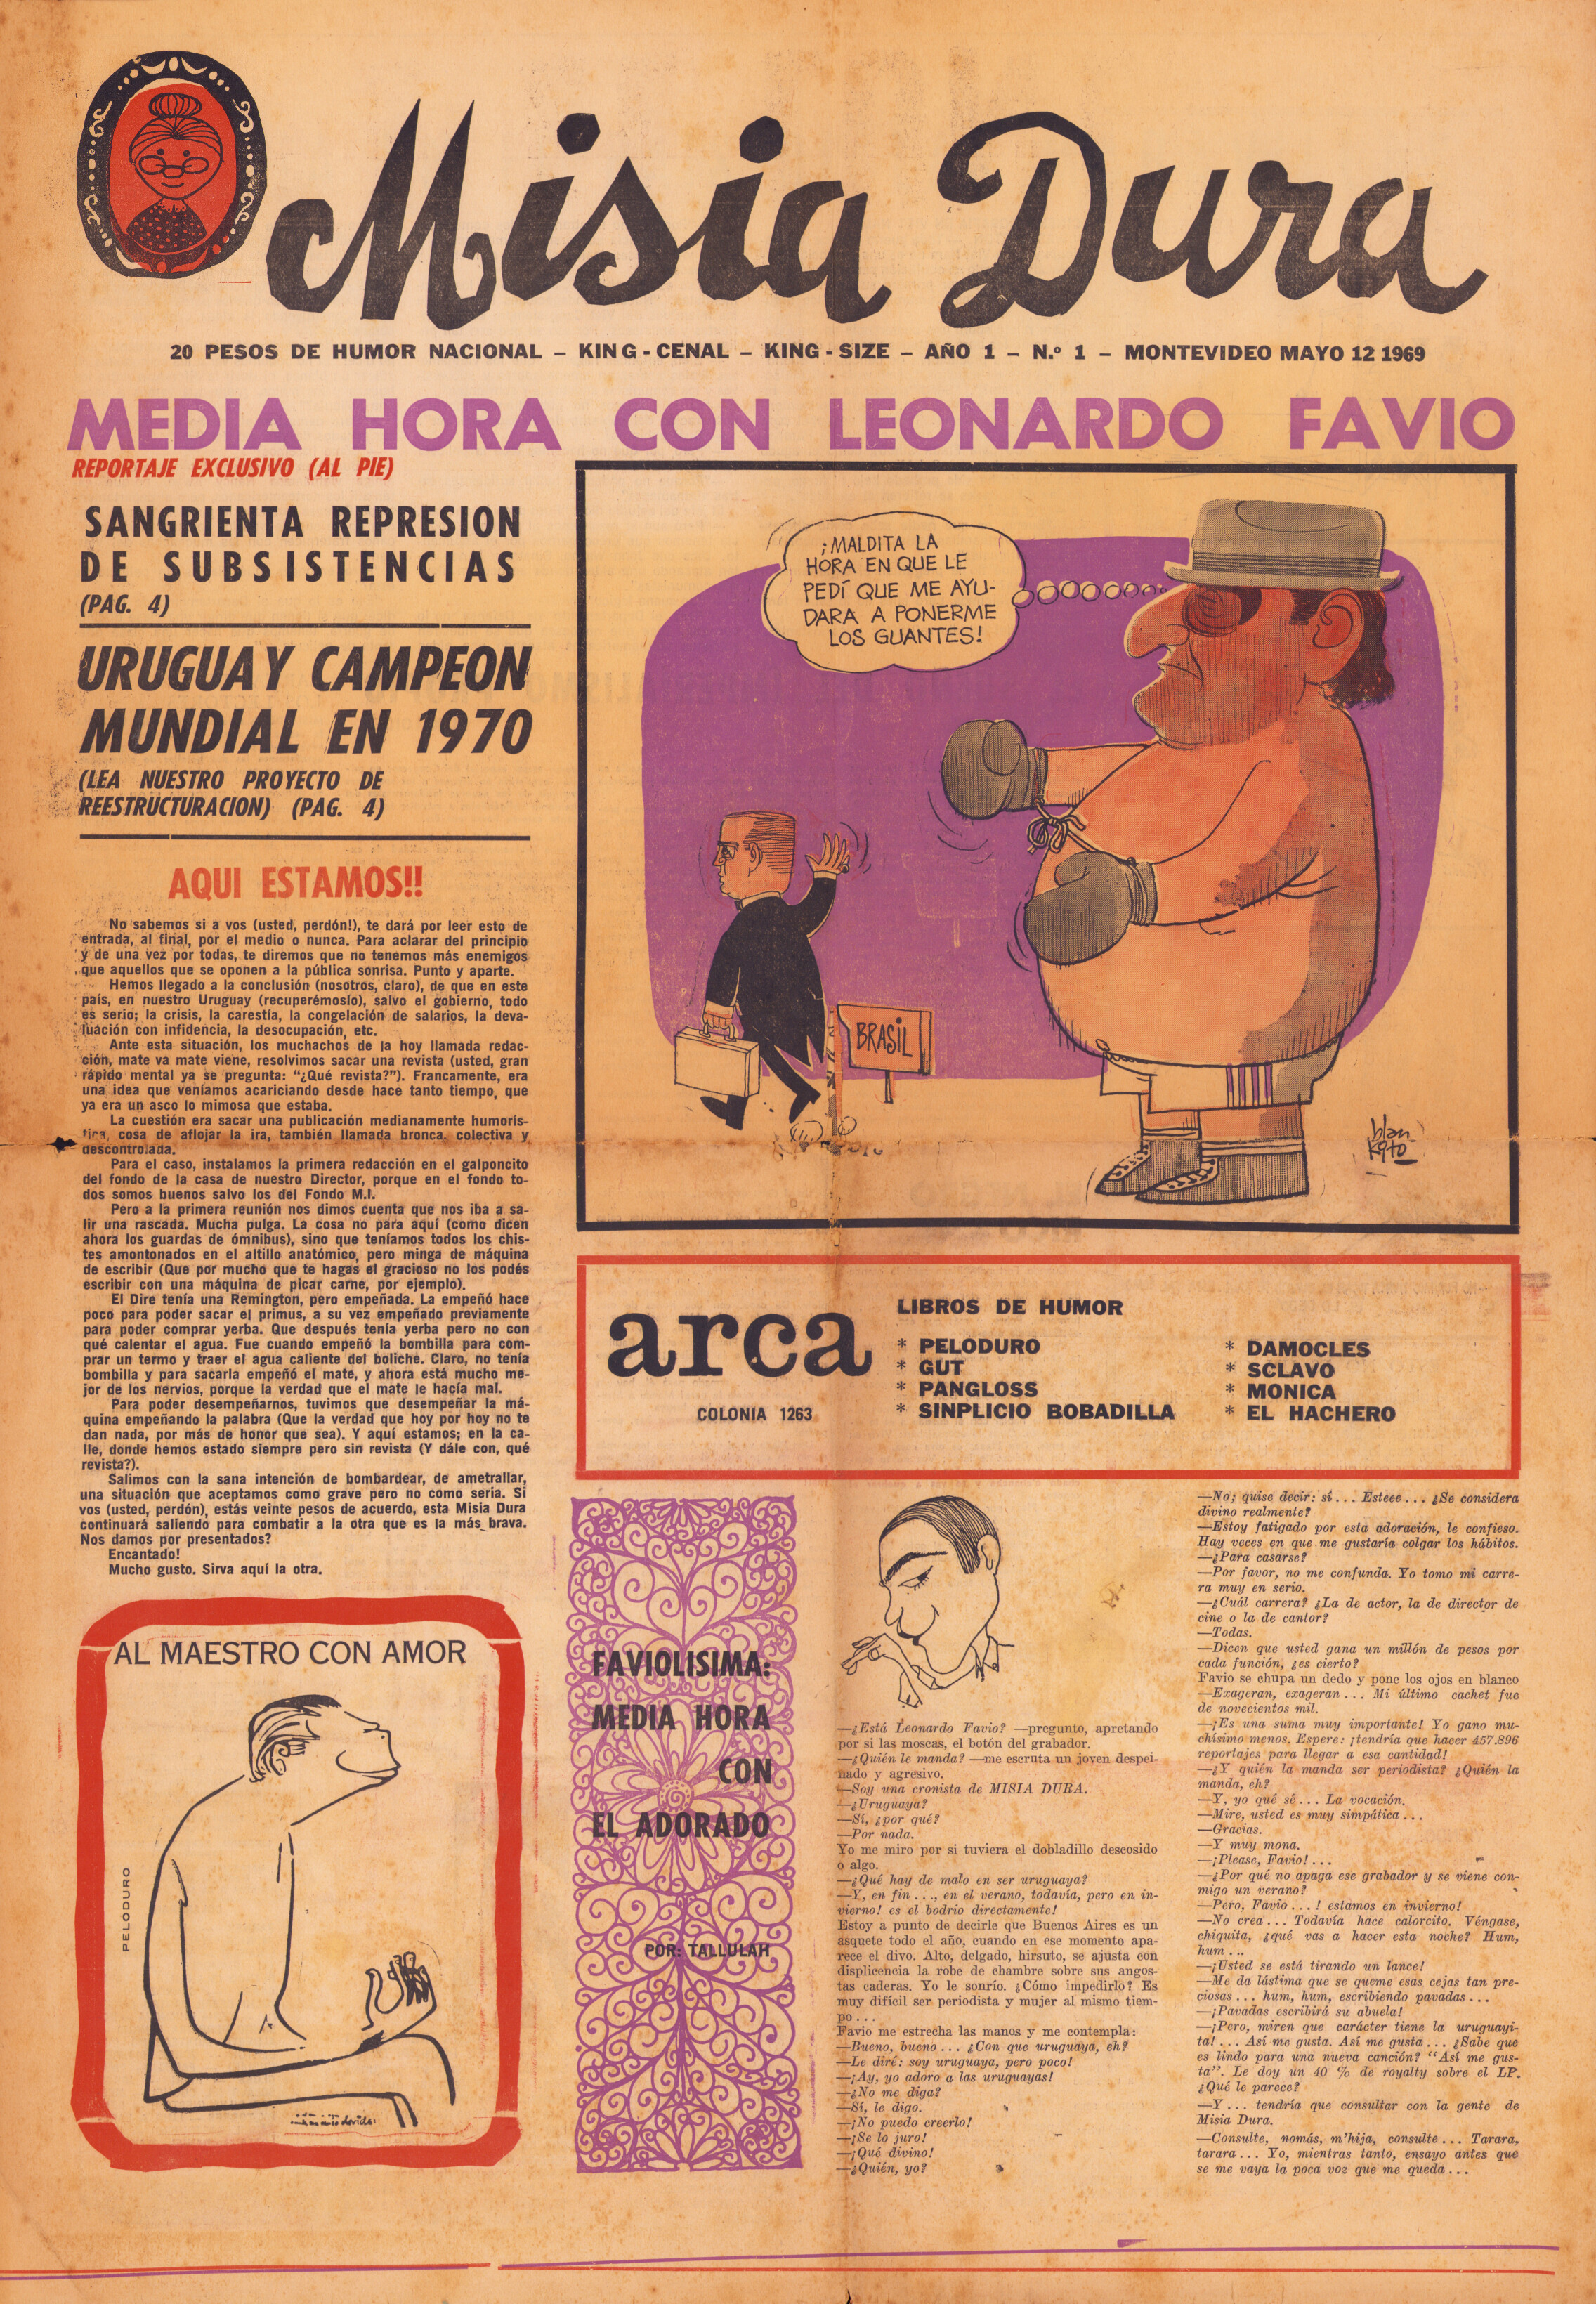 Misia Dura
20 PESOS DE HUMOR NACIONAL – KING-CENAL – KING-SIZE – AÑO 1 – N.º 1 – MONTEVIDEO MAYO 12 1969
MEDIA HORA CON LEONARDO FAVIO
REPORTAJE EXCLUSIVO (AL PIE)
SANGRIENTA REPRESION
DE SUBSISTENCIAS
(PAG. 4)
URUGUAY CAMPEON
MUNDIAL EN 1970
(LEA NUESTRO PROYECTO DE
REESTRUCTURACION) (PAG. 4)
AQUI ESTAMOS!!
No sabemos si a vos (usted, perdón!), te dará por leer esto de
entrada, al final, por el medio o nunca. Para aclarar del principio
y de una vez por todas, te diremos que no tenemos más enemigos
que aquellos que se oponen a la pública sonrisa. Punto y aparte.
Hemos llegado a la conclusión (nosotros, claro), de que en este
país, en nuestro Uruguay (recuperémoslo), salvo el gobierno, todo
es serio; la crisis, la carestía, la congelación de salarios, la deva-
luación con infidencia, la desocupación, etc.
Ante esta situación, los muchachos de la hoy llamada redac-
ción, mate va mate viene, resolvimos sacar una revista (usted, gran
rápido mental ya se pregunta: “¿Qué revista?”). Francamente, era
una idea que veníamos acariciando desde hace tanto tiempo, que
ya era un asco lo mimosa que estaba.
La cuestión era sacar una publicación medianamente humorís-
tica, cosa de aflojar la ira, también llamada bronca. colectiva y
descontrolada.
Para el caso, instalamos la primera redacción en el galponcito
del fondo de la casa de nuestro Director, porque en el fondo to-
dos somos buenos salvo los del Fondo M.I.
Pero a la primera reunión nos dimos cuenta que nos iba a sa-
lir una rascada. Mucha pulga. La cosa no para aquí (como dicen
ahora los guardas de ómnibus), sino que teníamos todos los chis-
tes amontonados en el altillo anatómico, pero minga de máquina
de escribir (Que por mucho que te hagas el gracioso no los podés
escribir con una máquina de picar carne, por ejemplo).
El Dire tenía una Remington, pero empeñada. La empeñó hace
poco para poder sacar el primus, a su vez empeñado previamente
para poder comprar yerba. Que después tenía yerba pero no con
qué calentar el agua. Fue cuando empeñó la bombilla para com-
prar un termo y traer el agua caliente del boliche. Claro, no tenía
bombilla y para sacarla empeñó el mate, y ahora está mucho me-
jor de los nervios, porque la verdad que el mate le hacía mal.
Para poder desempeñarnos, tuvimos que desempeñar la má-
quina empeñando la palabra (Que la verdad que hoy por hoy no te
dan nada, por más de honor que sea). Y aquí estamos; en la ca-
lle, donde hemos estado siempre pero sin revista (Y dále con, qué
revista?).
Salimos con la sana intención de bombardear, de ametrallar,
una situación que aceptamos como grave pero no como seria. Si
vos (usted, perdón), estás veinte pesos de acuerdo, esta Misia Dura
continuará saliendo para combatir a la otra que es la más brava.
Nos damos por presentados?
Encantado!
Mucho gusto. Sirva aquí la otra.
AL MAESTRO CON AMOR
PELODURO
¡MALDITA LA
HORA EN QUE LE
PEDÍ QUE ME AYU-
DARA A PONERME
LOS GUANTES!
BRASIL
blan-
kito
arca
COLONIA 1263
LIBROS DE HUMOR
* PELODURO
* GUT
* PANGLOSS
* SINPLICIO BOBADILLA
* DAMOCLES
* SCLAVO
* MONICA
* EL HACHERO
FAVIOLISIMA:
MEDIA HORA
CON
EL ADORADO
POR: TALLULAH
—¿Está Leonardo Favio? —pregunto, apretando
por si las moscas, el botón del grabador.
—¿Quién le manda? —me escruta un joven despei-
nado y agresivo.
—Soy una cronista de MISIA DURA.
—¿Uruguaya?
—Sí, ¿por qué?
—Por nada.
Yo me miro por si tuviera el dobladillo descosido
o algo.
—¿Qué hay de malo en ser uruguaya?
—Y, en fin..., en el verano, todavía, pero en in-
vierno! es el bodrio directamente!
Estoy a punto de decirle que Buenos Aires es un
asquete todo el año, cuando en ese momento apa-
rece el divo. Alto, delgado, hirsuto, se ajusta con
displicencia la robe de chambre sobre sus angos-
tas caderas. Yo le sonrío. ¿Cómo impedirlo? Es
muy difícil ser periodista y mujer al mismo tiem-
po...
Favio me estrecha las manos y me contempla:
—Bueno, bueno... ¿Con que uruguaya, eh?
—Le diré: soy uruguaya, pero poco!
—¡Ay, yo adoro a las uruguayas!
—¿No me diga?
—Sí, le digo.
—¡No puedo creerlo!
—¡Se lo juro!
—¡Qué divino!
—¿Quién, yo?
—No; quise decir: sí... Esteee... ¿Se considera
divino realmente?
—Estoy fatigado por esta adoración, le confieso.
Hay veces en que me gustaría colgar los hábitos.
—¿Para casarse?
—Por favor, no me confunda. Yo tomo mi carre-
ra muy en serio.
—¿Cuál carrera? ¿La de actor, la de director de
cine o la de cantor?
—Todas.
—Dicen que usted gana un millón de pesos por
cada función, ¿es cierto?
Favio se chupa un dedo y pone los ojos en blanco
—Exageran, exageran... Mi último cachet fue
de novecientos mil.
—¡Es una suma muy importante! Yo gano mu-
chísimo menos. Espere: ¡tendría que hacer 457.896
reportajes para llegar a esa cantidad!
—¿Y quién la manda ser periodista? ¿Quién la
manda, eh?
—Y, yo qué sé... La vocación.
—Mire, usted es muy simpática...
—Gracias.
—Y muy mona.
—¡Please, Favio!...
—¿Por qué no apaga ese grabador y se viene con-
migo un verano?
—Pero, Favio...! estamos en invierno!
—No crea... Todavía hace calorcito. Véngase,
chiquita, ¿qué vas a hacer esta noche? Hum,
hum...
—¡Usted se está tirando un lance!
—Me da lástima que se queme esas cejas tan pre-
ciosas... hum, hum, escribiendo pavadas...
—¡Pavadas escribirá su abuela!
—¡Pero, miren que carácter tiene la uruguayi-
ta!... Así me gusta. Así me gusta... ¿Sabe que
es lindo para una nueva canción? “Así me gus-
ta”. Le doy un 40 % de royalty sobre el LP.
¿Qué le parece?
—Y... tendría que consultar con la gente de
Misia Dura.
—Consulte, nomás, m'hija, consulte... Tarara,
tarara... Yo, mientras tanto, ensayo antes que
se me vaya la poca voz que me queda...